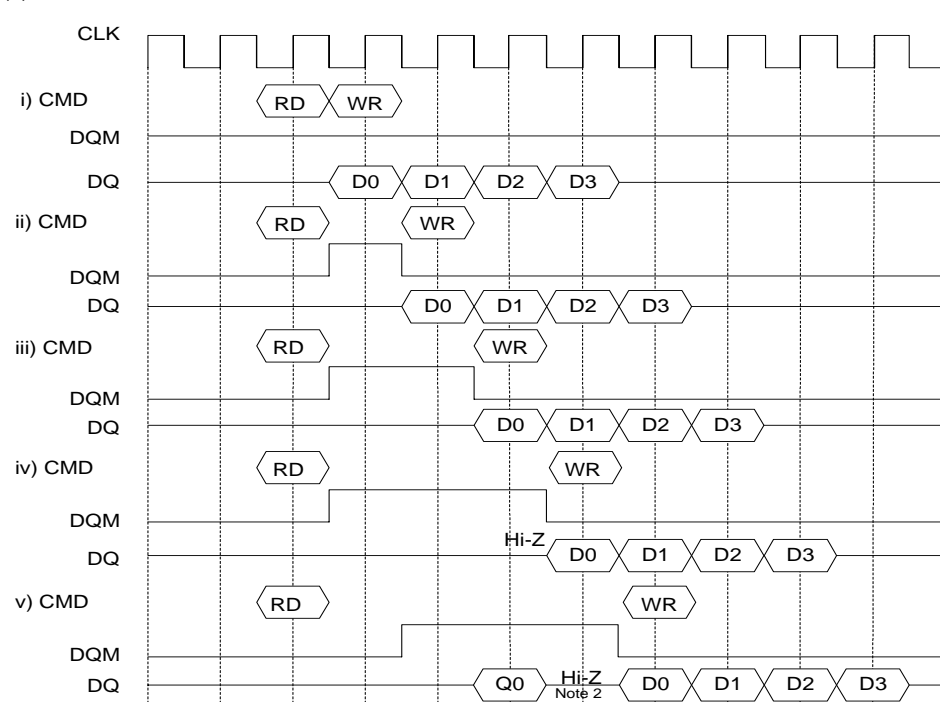 CLK
i) CMD RD WR
DQM
DQ D0 D1 D2 D3
ii) CMD RD WR
DQM
DQ D0 D1 D2 D3
iii) CMD RD WR
DQM
DQ D0 D1 D2 D3
iv) CMD RD WR
DQM
DQ Hi-Z D0 D1 D2 D3
v) CMD RD WR
DQM
DQ Q0 Hi-Z D0 D1 D2 D3
Note 2